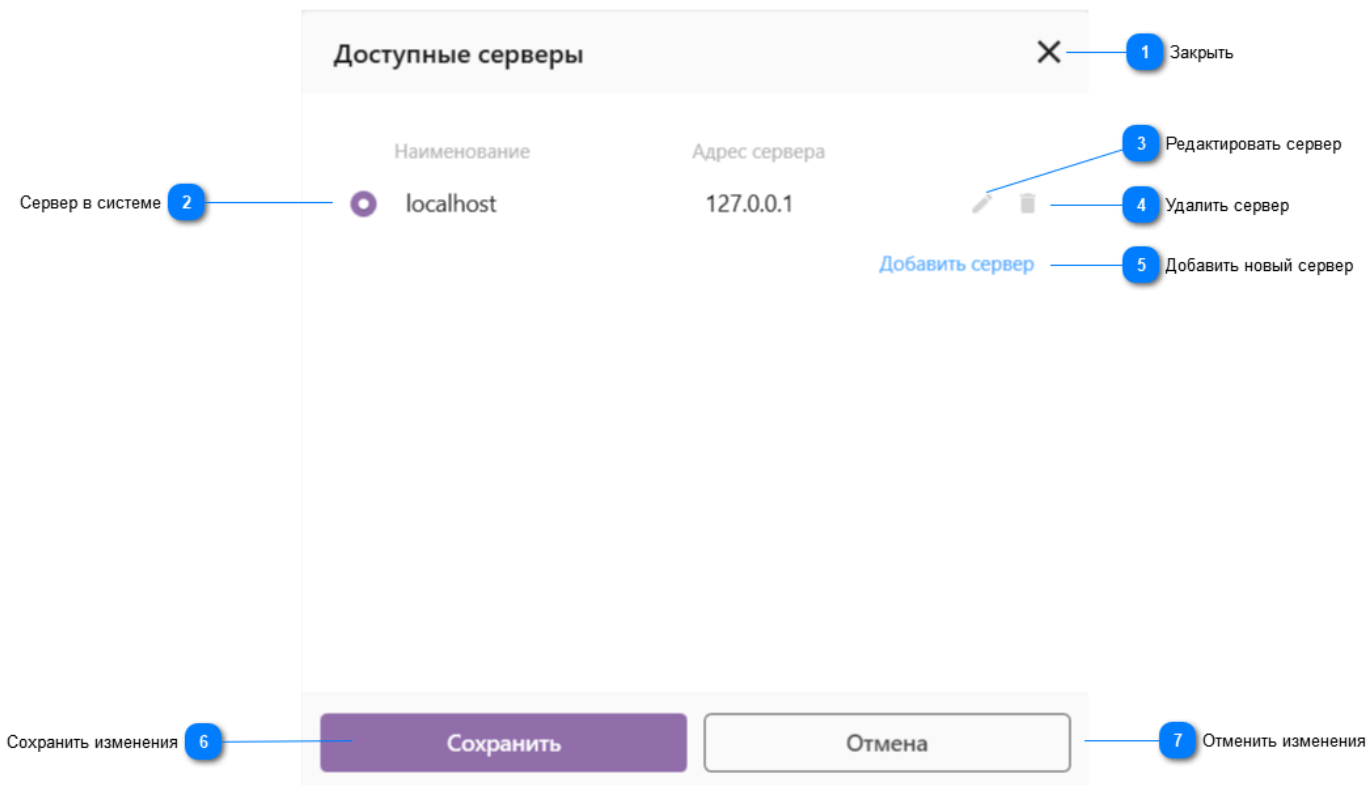 Доступные серверы
1 Закрыть
Наименование Адрес сервера
3 Редактировать сервер
Сервер в системе 2
localhost 127.0.0.1
4 Удалить сервер
Добавить сервер
5 Добавить новый сервер
Сохранить изменения 6
Сохранить
Отмена
7 Отменить изменения